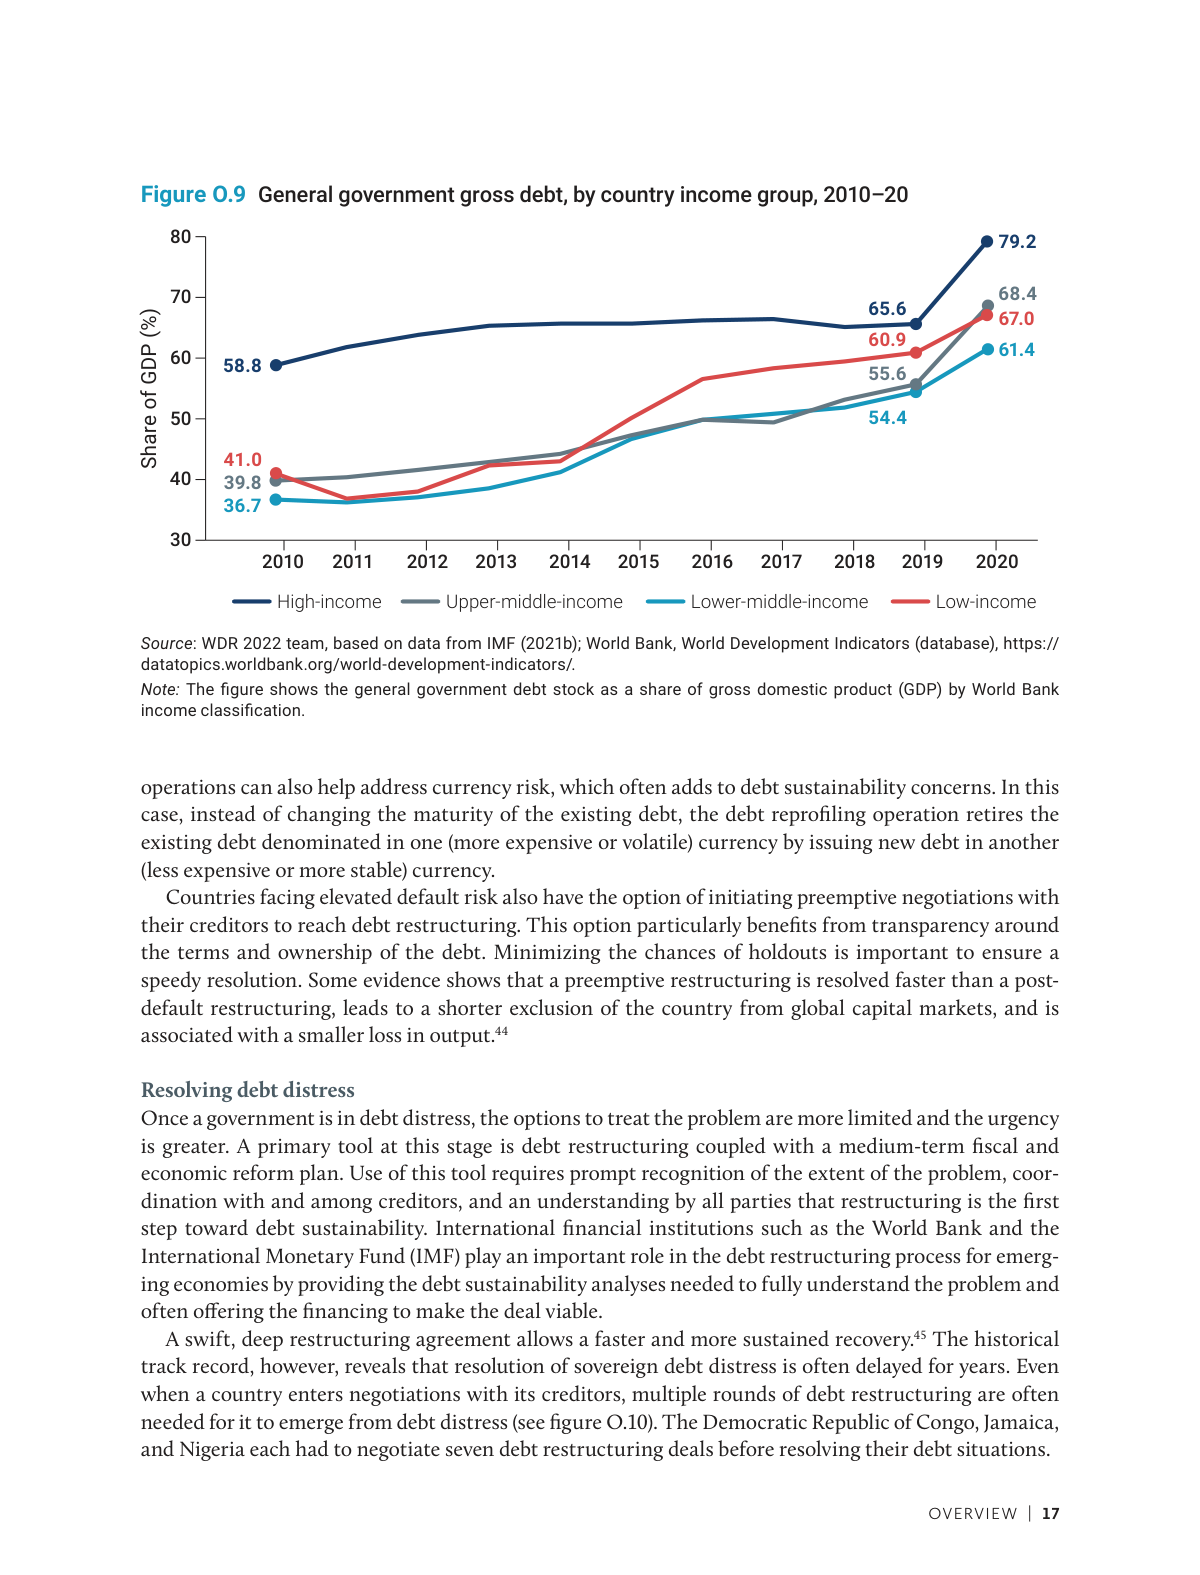 Figure O.9 General government gross debt, by country income group, 2010–20
80
70
60
50
40
30
Share of GDP (%)
58.8
41.0
39.8
36.7
65.6
60.9
55.6
54.4
79.2
68.4
67.0
61.4
2010 2011 2012 2013 2014 2015 2016 2017 2018 2019 2020
High-income Upper-middle-income Lower-middle-income Low-income
Source: WDR 2022 team, based on data from IMF (2021b); World Bank, World Development Indicators (database), https://
datatopics.worldbank.org/world-development-indicators/.
Note: The figure shows the general government debt stock as a share of gross domestic product (GDP) by World Bank
income classification.
operations can also help address currency risk, which often adds to debt sustainability concerns. In this
case, instead of changing the maturity of the existing debt, the debt reprofiling operation retires the
existing debt denominated in one (more expensive or volatile) currency by issuing new debt in another
(less expensive or more stable) currency.
Countries facing elevated default risk also have the option of initiating preemptive negotiations with
their creditors to reach debt restructuring. This option particularly benefits from transparency around
the terms and ownership of the debt. Minimizing the chances of holdouts is important to ensure a
speedy resolution. Some evidence shows that a preemptive restructuring is resolved faster than a post-
default restructuring, leads to a shorter exclusion of the country from global capital markets, and is
associated with a smaller loss in output.44
Resolving debt distress
Once a government is in debt distress, the options to treat the problem are more limited and the urgency
is greater. A primary tool at this stage is debt restructuring coupled with a medium-term fiscal and
economic reform plan. Use of this tool requires prompt recognition of the extent of the problem, coor-
dination with and among creditors, and an understanding by all parties that restructuring is the first
step toward debt sustainability. International financial institutions such as the World Bank and the
International Monetary Fund (IMF) play an important role in the debt restructuring process for emerg-
ing economies by providing the debt sustainability analyses needed to fully understand the problem and
often offering the financing to make the deal viable.
A swift, deep restructuring agreement allows a faster and more sustained recovery.45 The historical
track record, however, reveals that resolution of sovereign debt distress is often delayed for years. Even
when a country enters negotiations with its creditors, multiple rounds of debt restructuring are often
needed for it to emerge from debt distress (see figure O.10). The Democratic Republic of Congo, Jamaica,
and Nigeria each had to negotiate seven debt restructuring deals before resolving their debt situations.
OVERVIEW | 17